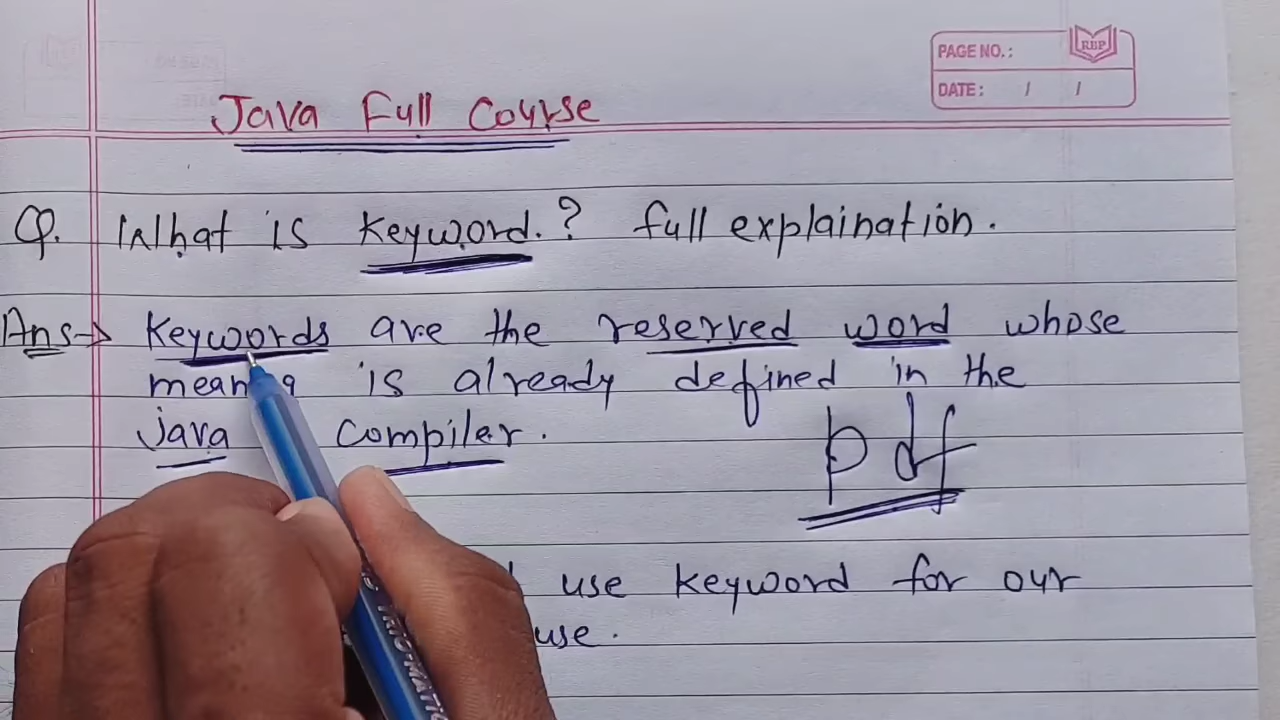 PAGE NO.:
RBP
DATE: / /
Java Full Course
Q. What is Keyword.? full explaination.
Ans→ Keywords are the reserved word whose
is already defined in the
java compiler.
pdf
use keyword for our
use.